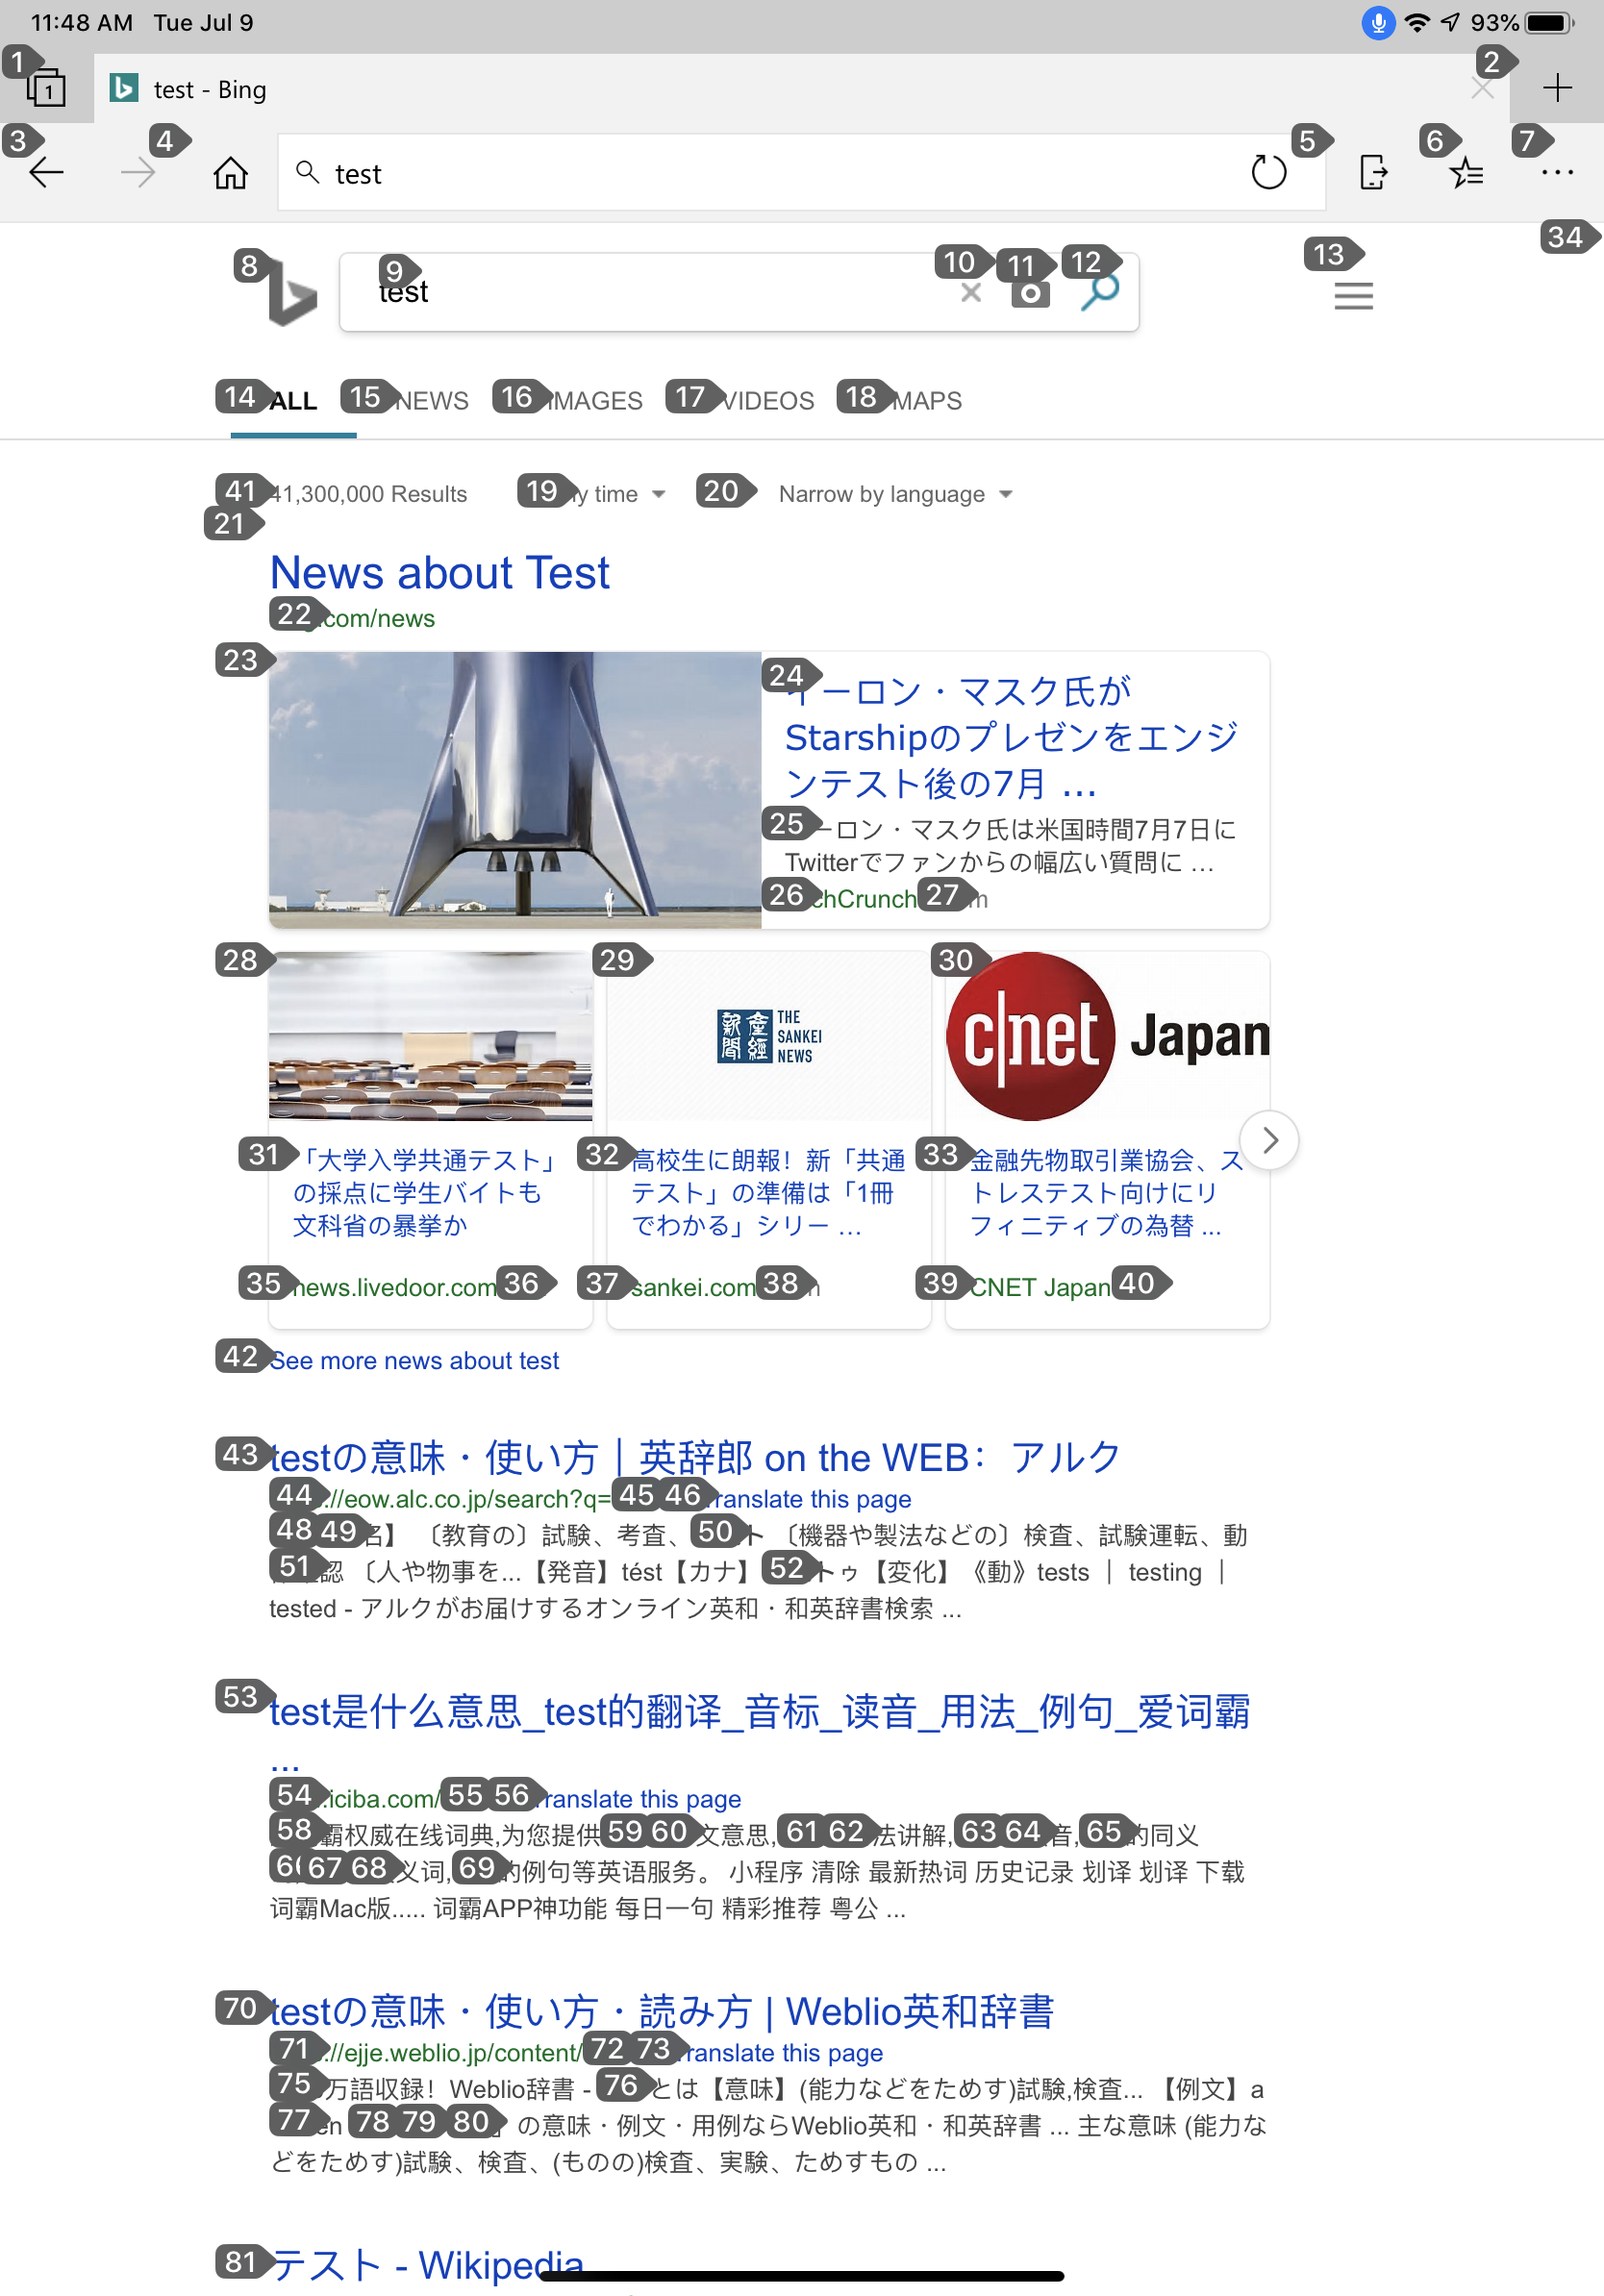 11:48 AM Tue Jul 9 93%
1 2
1 test - Bing
3 4 5 6 7
test
34
8 9 10 11 12 13
test
14 ALL 15 NEWS 16 IMAGES 17 VIDEOS 18 MAPS
41 41,300,000 Results 19 y time 20 Narrow by language
21
News about Test
22 .com/news
23 24
イーロン・マスク氏が
Starshipのプレゼンをエンジ
ンテスト後の7月 ...
25 ーロン・マスク氏は米国時間7月7日に
Twitterでファンからの幅広い質問に ...
26 chCrunch 27 m
28 29 30
新聞 産經 THE SANKEI NEWS
c|net Japan
31 「大学入学共通テスト」
の採点に学生バイトも
文科省の暴挙か
32 高校生に朗報！新「共通
テスト」の準備は「1冊
でわかる」シリー ...
33 金融先物取引業協会、ス
トレステスト向けにリ
フィニティブの為替 ...
35 news.livedoor.com 36 37 sankei.com 38 39 CNET Japan 40
42 See more news about test
43 testの意味・使い方｜英辞郎 on the WEB：アルク
44 ://eow.alc.co.jp/search?q= 45 46 ranslate this page
48 49 名】 〔教育の〕試験、考査、 50 ト 〔機器や製法などの〕検査、試験運転、動
51 認 〔人や物事を...【発音】tést【カナ】 52 トゥ【変化】《動》tests ｜ testing ｜
tested - アルクがお届けするオンライン英和・和英辞書検索 ...
53 test是什么意思_test的翻译_音标_读音_用法_例句_爱词霸
...
54 .iciba.com/ 55 56 ranslate this page
58 霸权威在线词典,为您提供 59 60 文意思, 61 62 法讲解, 63 64 音, 65 的同义
66 67 68 义词, 69 的例句等英语服务。 小程序 清除 最新热词 历史记录 划译 划译 下载
词霸Mac版..... 词霸APP神功能 每日一句 精彩推荐 粤公 ...
70 testの意味・使い方・読み方 | Weblio英和辞書
71 ://ejje.weblio.jp/content/ 72 73 ranslate this page
75 万語収録！Weblio辞書 - 76 とは【意味】(能力などをためす)試験,検査... 【例文】a
77 en 78 79 80 」の意味・例文・用例ならWeblio英和・和英辞書 ... 主な意味 (能力な
どをためす)試験、検査、(ものの)検査、実験、ためすもの ...
81 テスト - Wikipedia